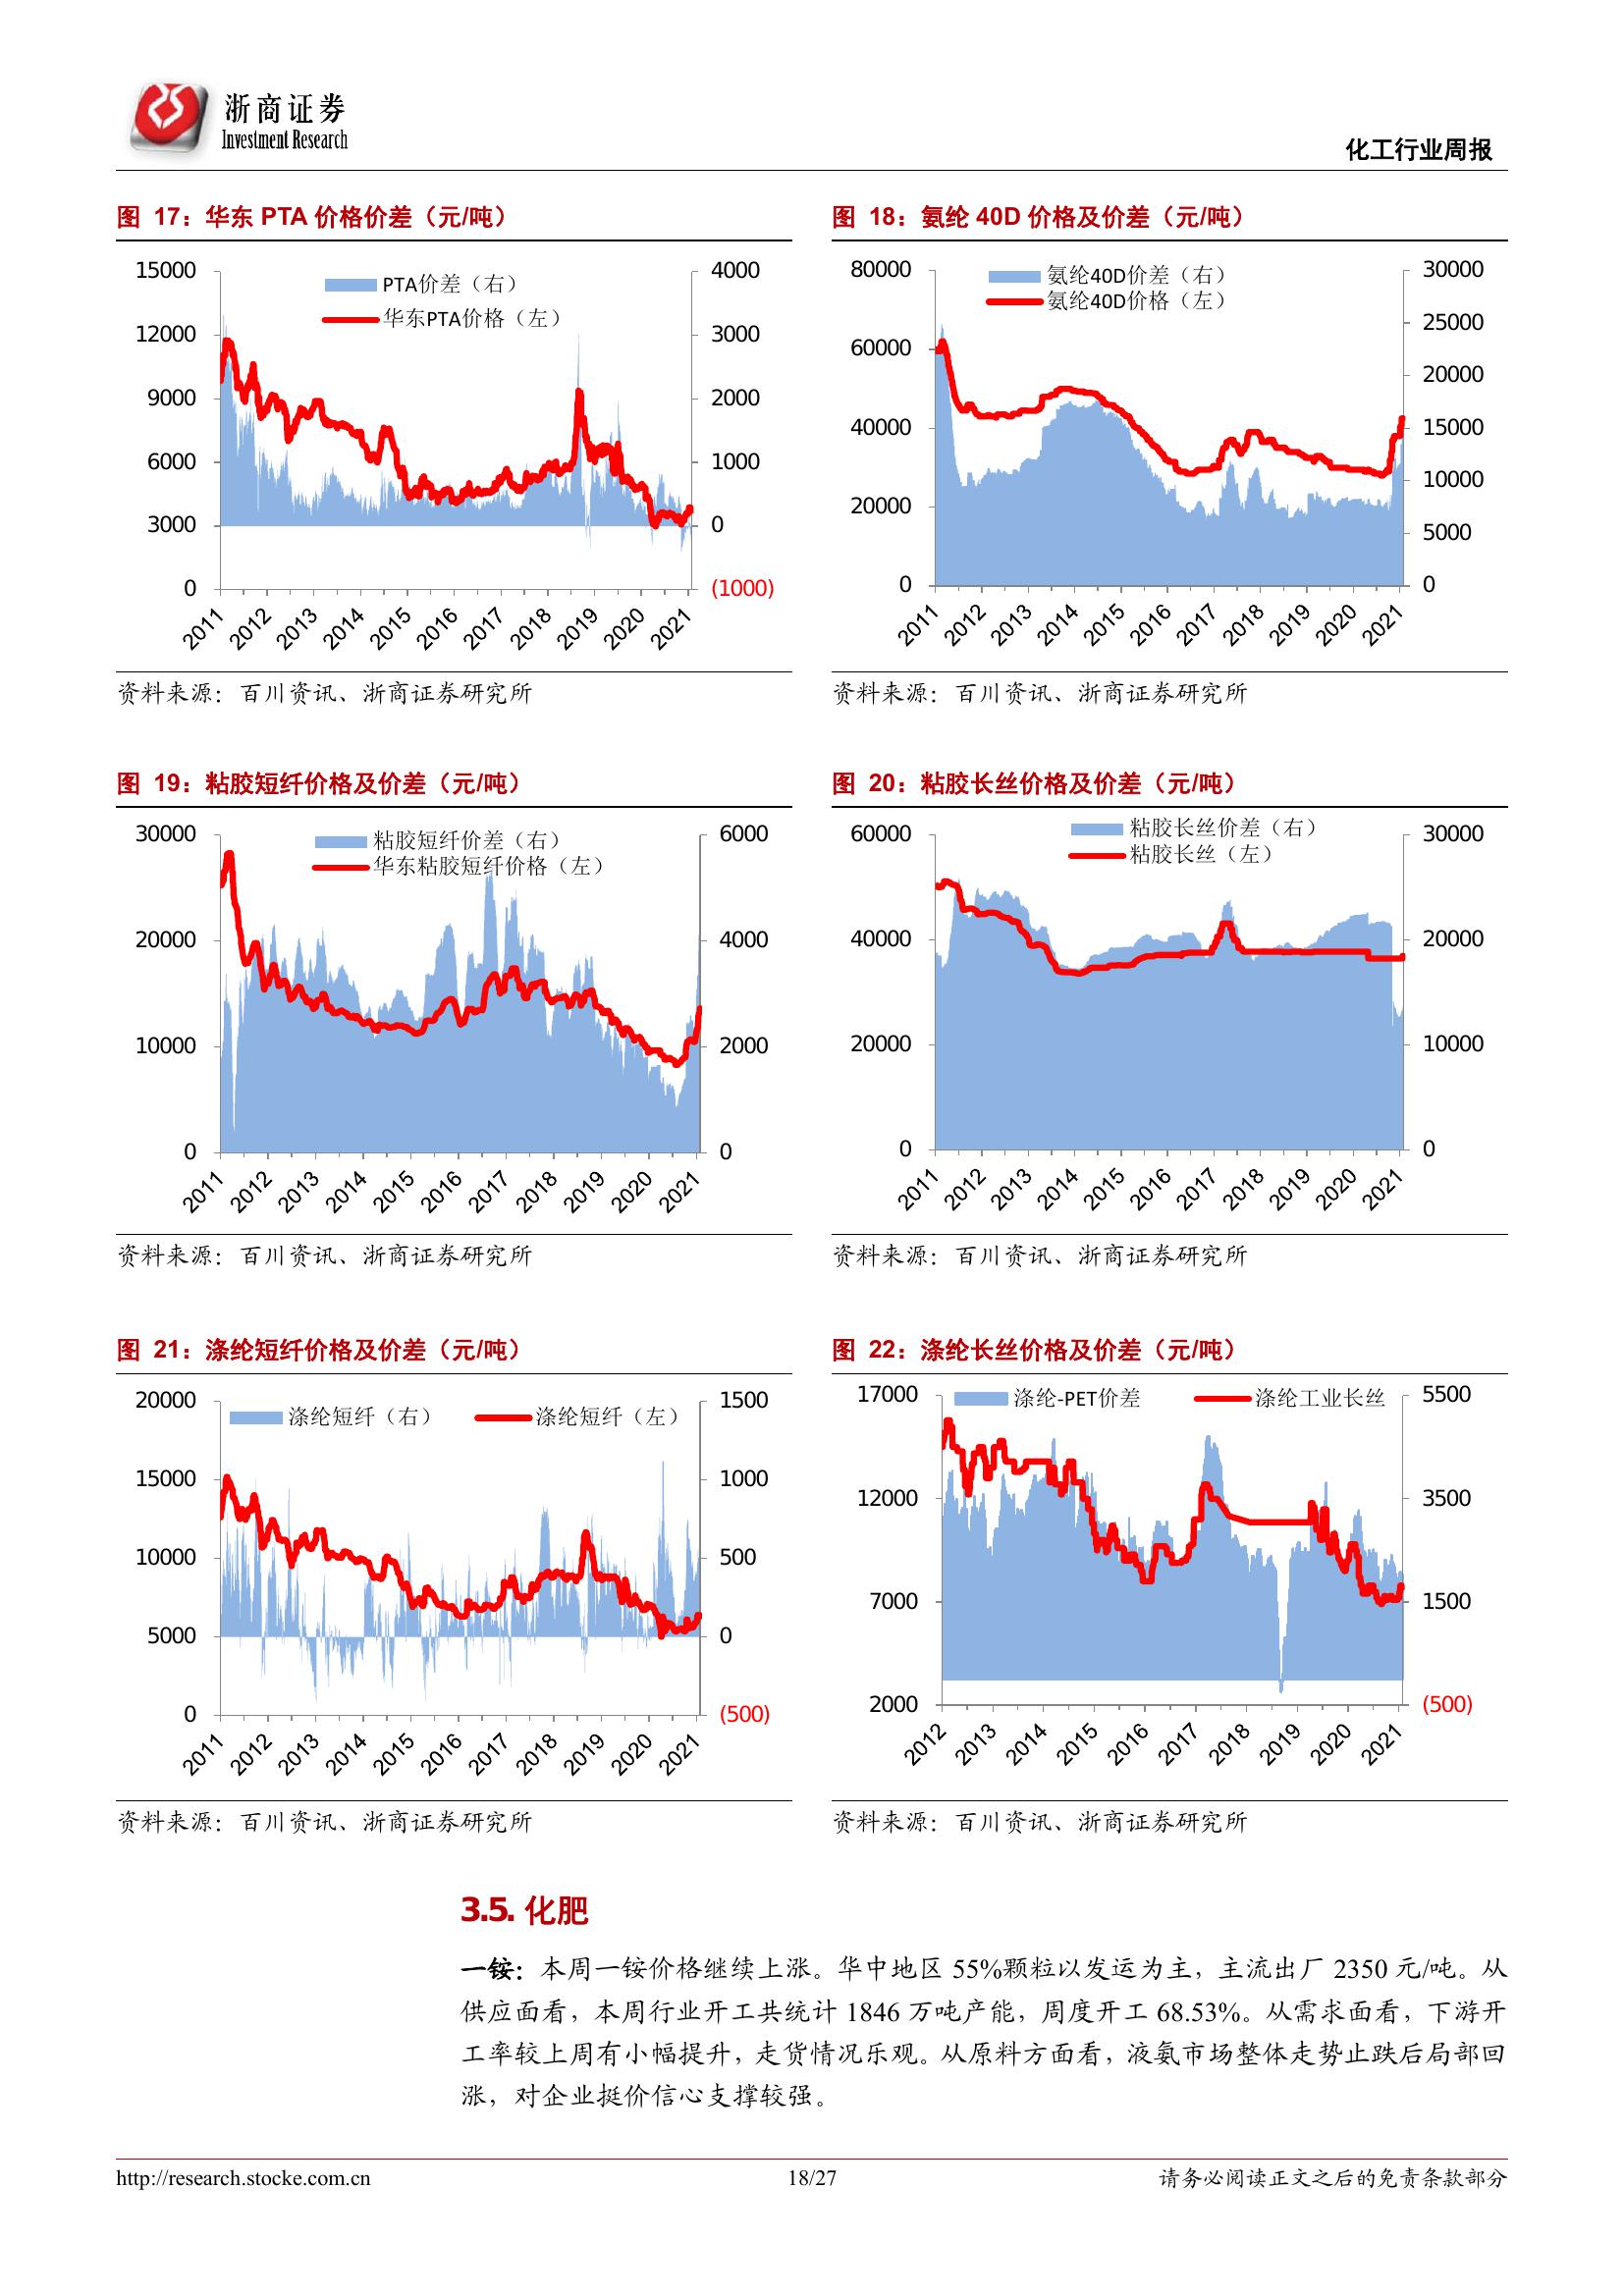 浙商证券
Investment Research
化工行业周报
图 17：华东 PTA 价格价差（元/吨）
15000
12000
9000
6000
3000
0
PTA价差（右）
华东PTA价格（左）
4000
3000
2000
1000
0
(1000)
2011 2012 2013 2014 2015 2016 2017 2018 2019 2020 2021
资料来源：百川资讯、浙商证券研究所
图 18：氨纶 40D 价格及价差（元/吨）
80000
60000
40000
20000
0
氨纶40D价差（右）
氨纶40D价格（左）
30000
25000
20000
15000
10000
5000
0
2011 2012 2013 2014 2015 2016 2017 2018 2019 2020 2021
资料来源：百川资讯、浙商证券研究所
图 19：粘胶短纤价格及价差（元/吨）
30000
20000
10000
0
粘胶短纤价差（右）
华东粘胶短纤价格（左）
6000
4000
2000
0
2011 2012 2013 2014 2015 2016 2017 2018 2019 2020 2021
资料来源：百川资讯、浙商证券研究所
图 20：粘胶长丝价格及价差（元/吨）
60000
40000
20000
0
粘胶长丝价差（右）
粘胶长丝（左）
30000
20000
10000
0
2011 2012 2013 2014 2015 2016 2017 2018 2019 2020 2021
资料来源：百川资讯、浙商证券研究所
图 21：涤纶短纤价格及价差（元/吨）
20000
15000
10000
5000
0
涤纶短纤（右） 涤纶短纤（左）
1500
1000
500
0
(500)
2011 2012 2013 2014 2015 2016 2017 2018 2019 2020 2021
资料来源：百川资讯、浙商证券研究所
图 22：涤纶长丝价格及价差（元/吨）
17000
12000
7000
2000
涤纶-PET价差 涤纶工业长丝
5500
3500
1500
(500)
2012 2013 2014 2015 2016 2017 2018 2019 2020 2021
资料来源：百川资讯、浙商证券研究所
3.5. 化肥
一铵：本周一铵价格继续上涨。华中地区 55%颗粒以发运为主，主流出厂 2350 元/吨。从
供应面看，本周行业开工共统计 1846 万吨产能，周度开工 68.53%。从需求面看，下游开
工率较上周有小幅提升，走货情况乐观。从原料方面看，液氨市场整体走势止跌后局部回
涨，对企业挺价信心支撑较强。
http://research.stocke.com.cn
18/27
请务必阅读正文之后的免责条款部分